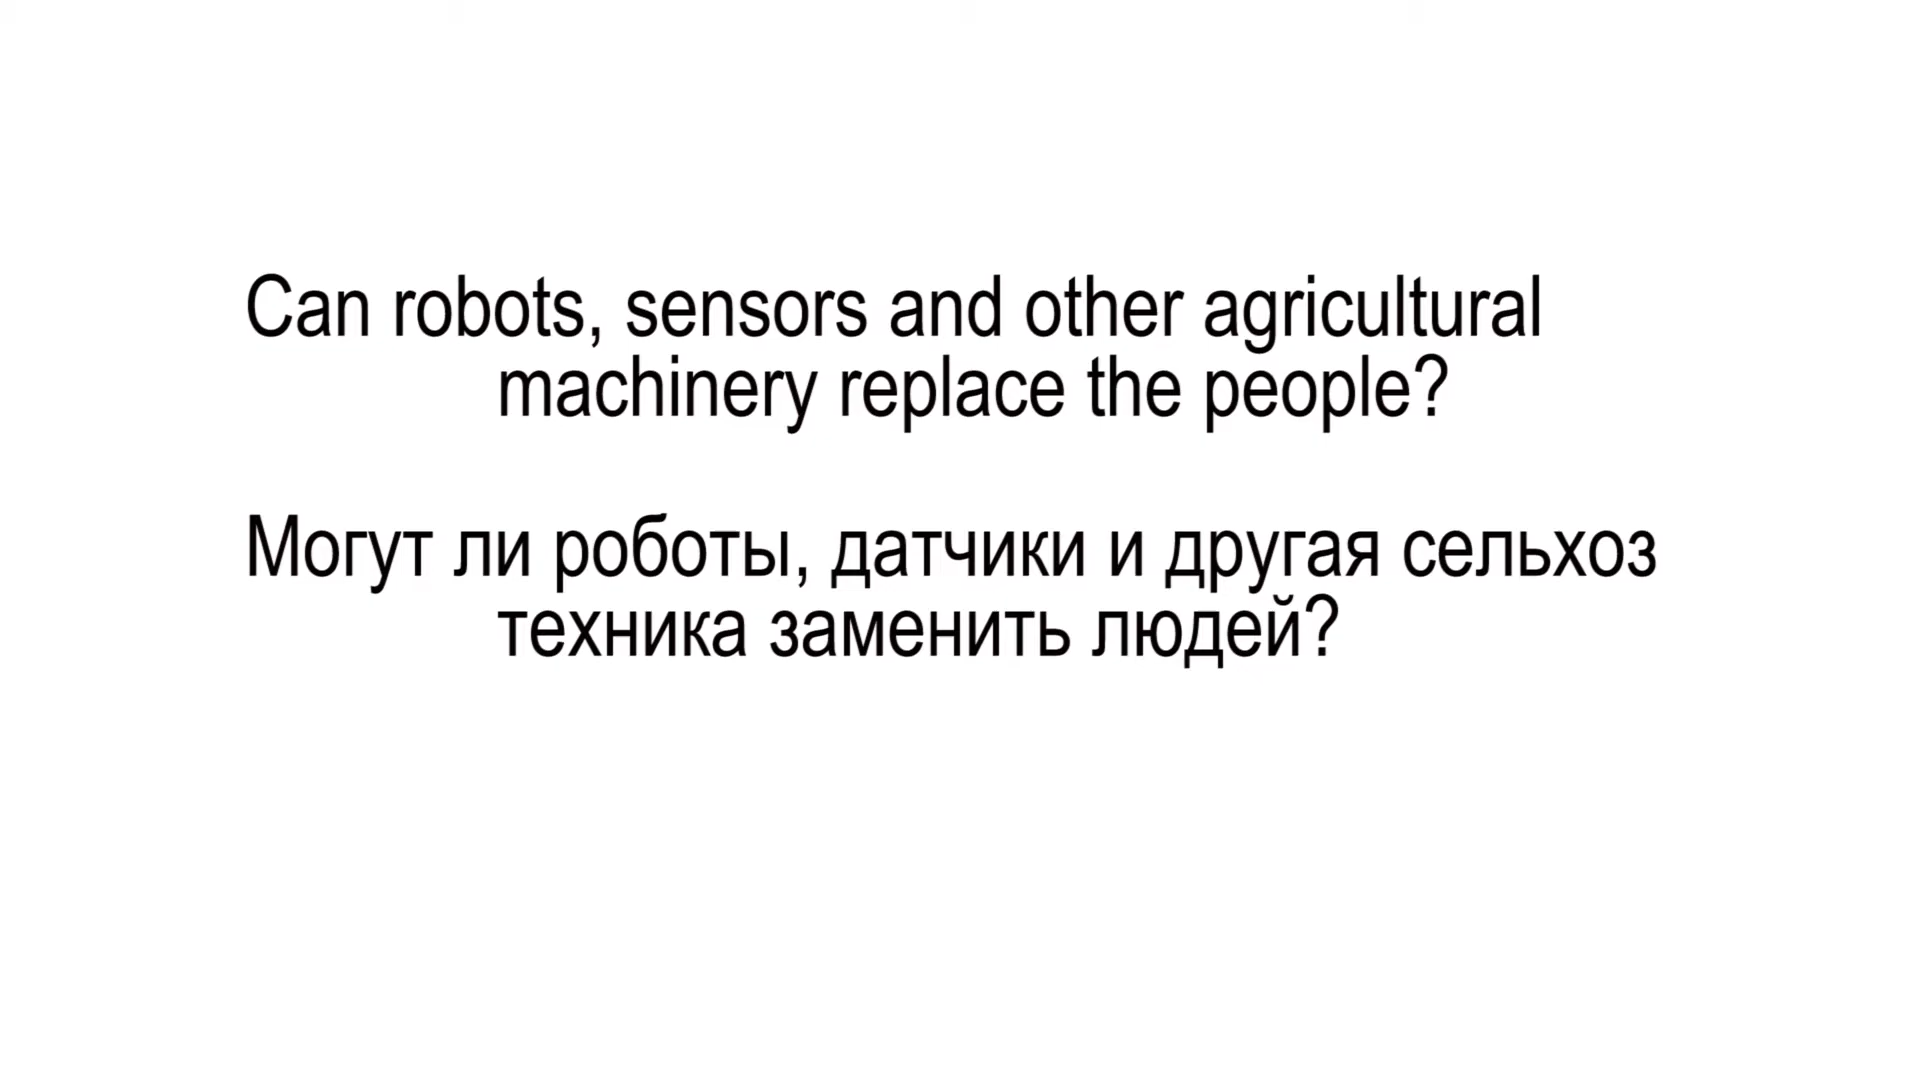 Can robots, sensors and other agricultural
machinery replace the people?
Могут ли роботы, датчики и другая сельхоз
техника заменить людей?